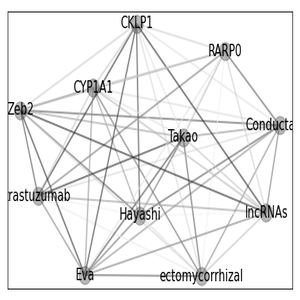 CKLP1
RARP0
CYP1A1
Zeb2
Conducta
Takao
rastuzumab
Hayashi
lncRNAs
Eva
ectomycorrhizal